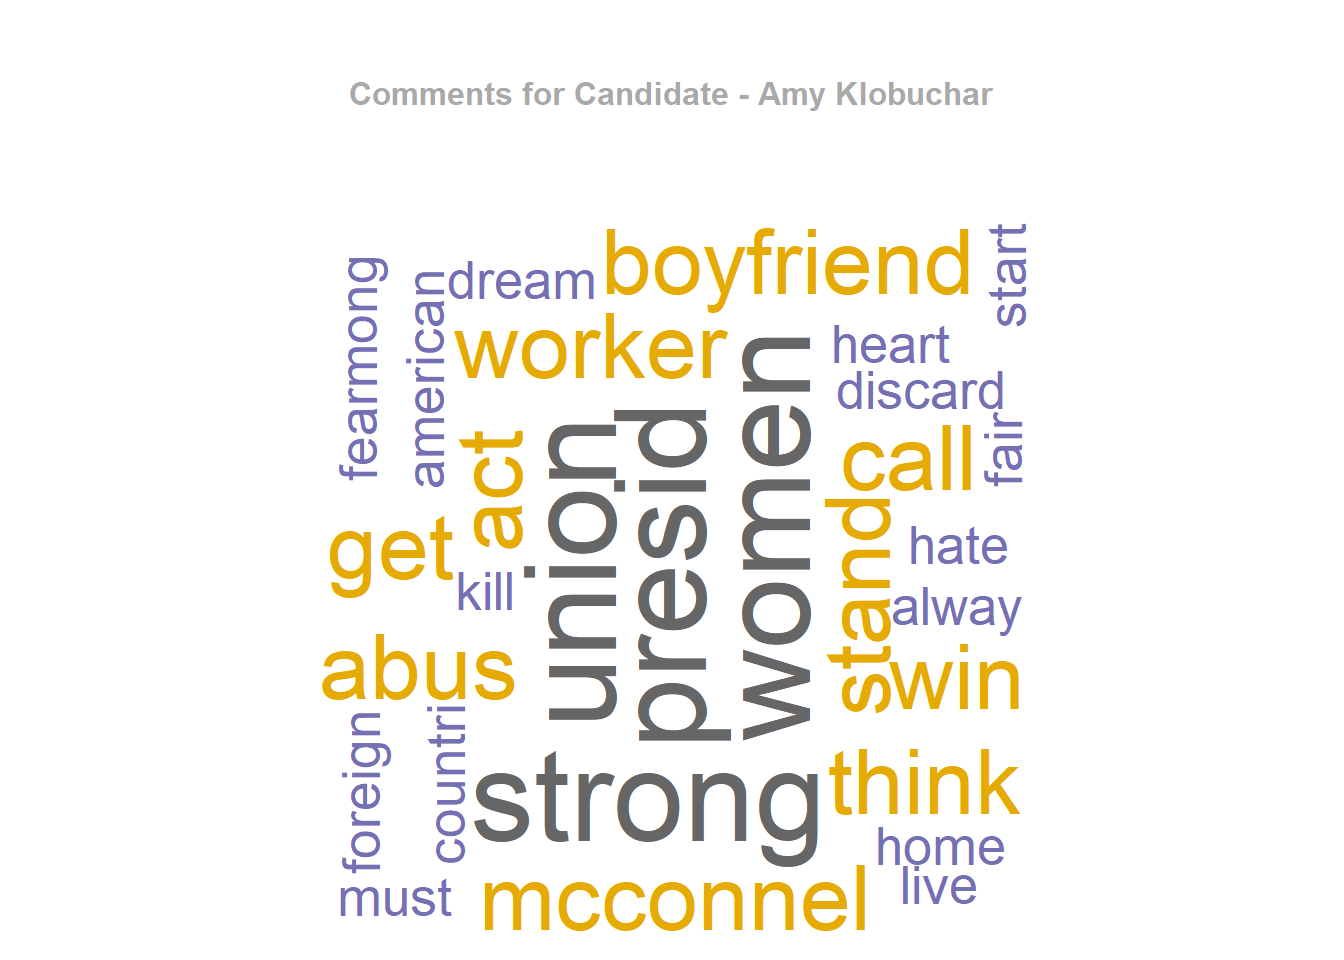 Comments for Candidate - Amy Klobuchar
boyfriend
start
dream
fearmong
american
worker
women
heart
discard
presid
union
act
call
fair
get
stand
hate
kill
alway
abus
win
foreign
countri
strong
think
home
must
mcconnel
live